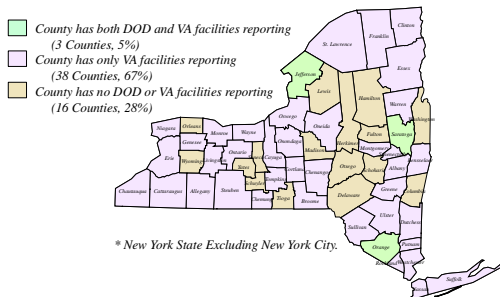 County has both DOD and VA facilities reporting
(3 Counties, 5%)
County has only VA facilities reporting
(38 Counties, 67%)
County has no DOD or VA facilities reporting
(16 Counties, 28%)
Clinton
Franklin
St. Lawrence
Essex
Jefferson
Lewis
Hamilton
Warren
Washington
Oswego
Oneida
Herkimer
Fulton
Saratoga
Niagara
Orleans
Monroe
Wayne
Genesee
Onondaga
Madison
Montgomery
Erie
Wyoming
Livingston
Ontario
Yates
Cayuga
Cortland
Chenango
Otsego
Schoharie
Albany
Rensselaer
Chautauqua
Cattaraugus
Allegany
Steuben
Schuyler
Tompkins
Chemung
Tioga
Broome
Delaware
Greene
Columbia
Ulster
Dutchess
Sullivan
Orange
Putnam
Westchester
Suffolk
* New York State Excluding New York City.